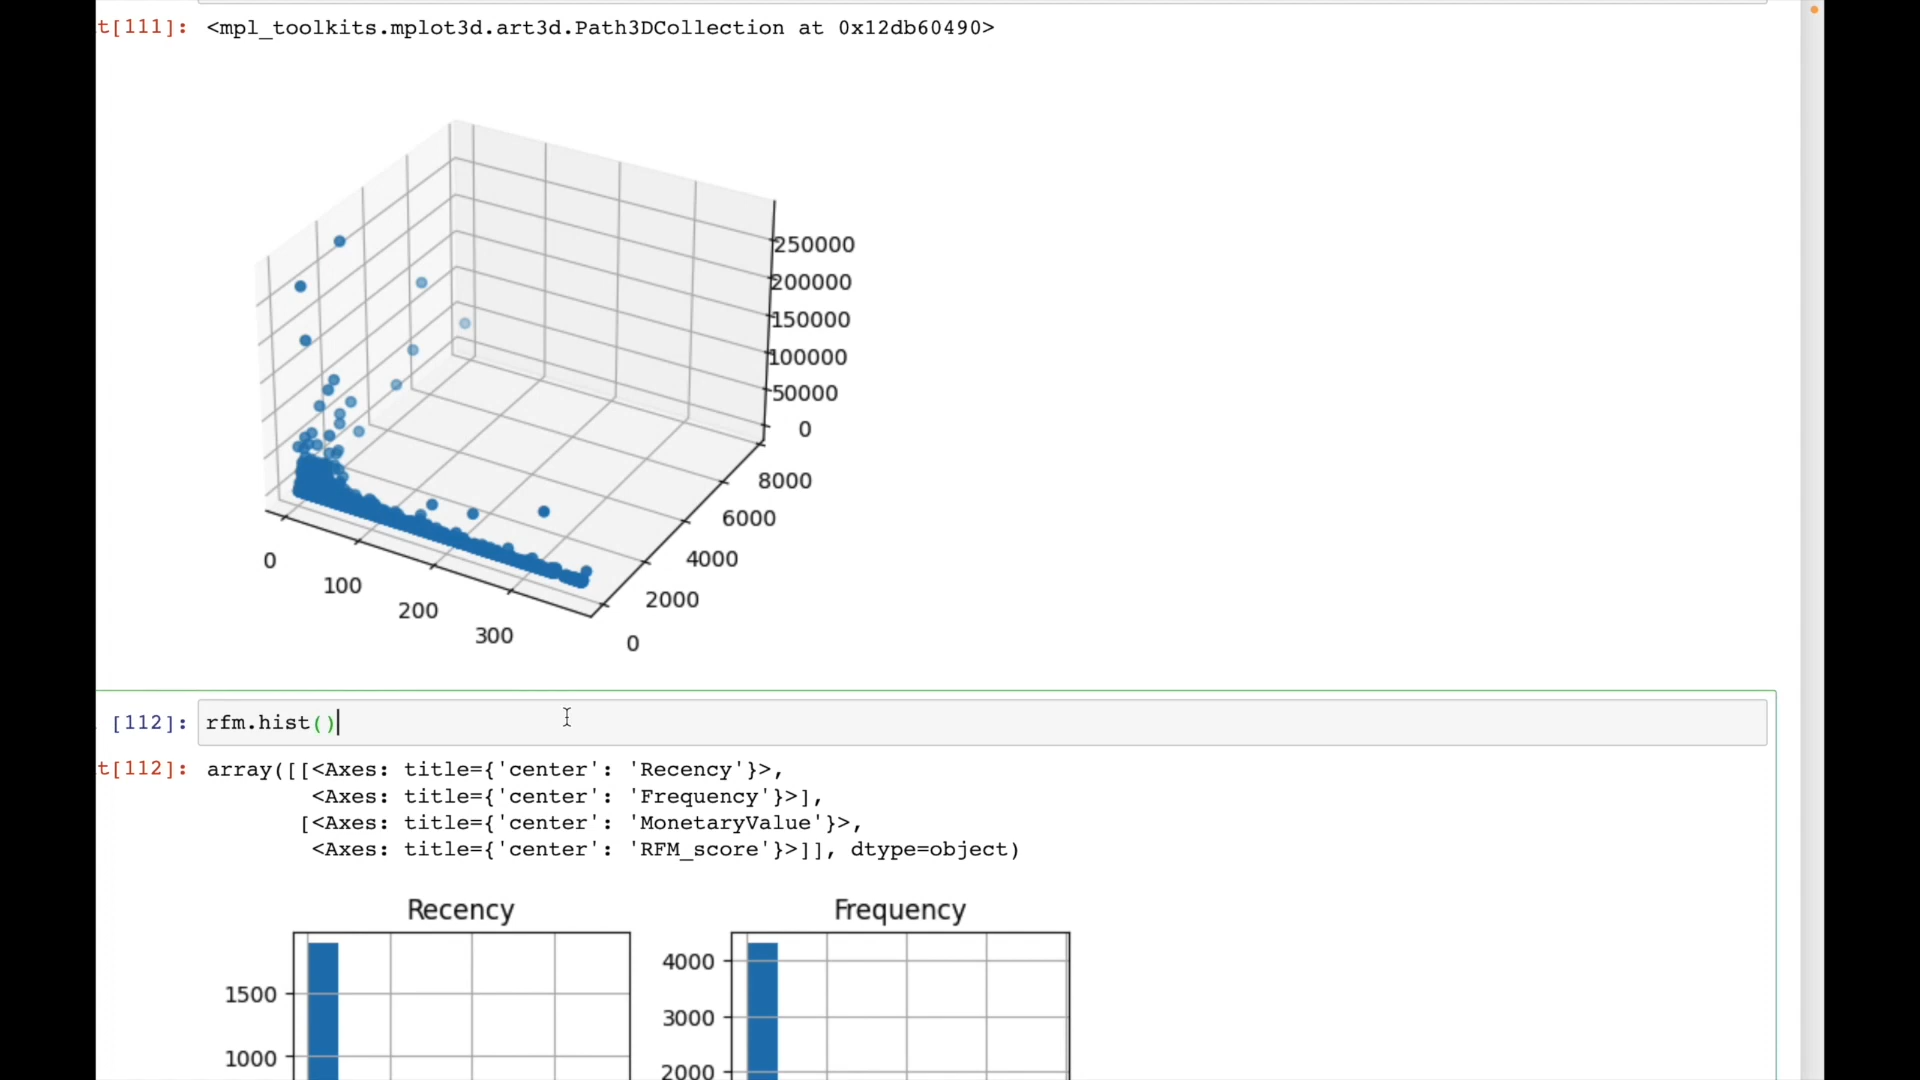 t[111]: <mpl_toolkits.mplot3d.art3d.Path3DCollection at 0x12db60490>
250000
200000
150000
100000
50000
0
8000
6000
4000
2000
0
0
100
200
300
[112]: rfm.hist()
t[112]: array([[<Axes: title={'center': 'Recency'}>,
<Axes: title={'center': 'Frequency'}>],
[<Axes: title={'center': 'MonetaryValue'}>,
<Axes: title={'center': 'RFM_score'}>]], dtype=object)
Recency
1500
1000
Frequency
4000
3000
2000